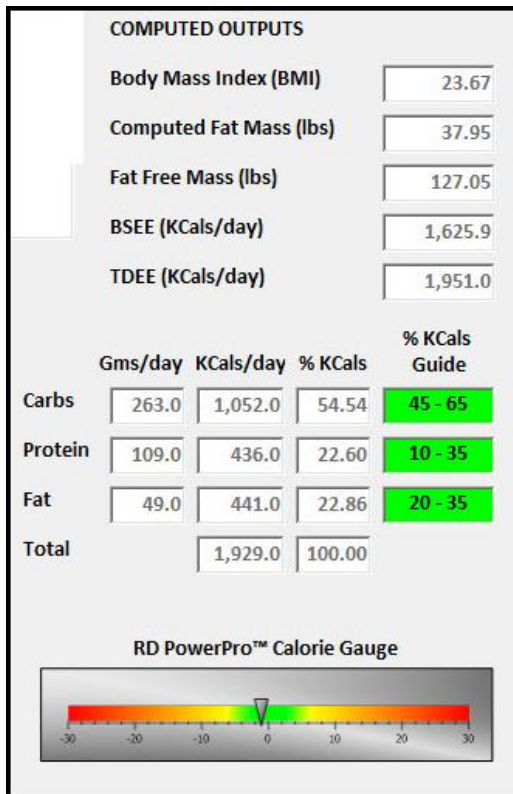 COMPUTED OUTPUTS
Body Mass Index (BMI) 23.67
Computed Fat Mass (lbs) 37.95
Fat Free Mass (lbs) 127.05
BSEE (KCals/day) 1,625.9
TDEE (KCals/day) 1,951.0
% KCals
Gms/day KCals/day % KCals Guide
Carbs 263.0 1,052.0 54.54 45 - 65
Protein 109.0 436.0 22.60 10 - 35
Fat 49.0 441.0 22.86 20 - 35
Total 1,929.0 100.00
RD PowerPro™ Calorie Gauge
-30 -20 -10 0 10 20 30